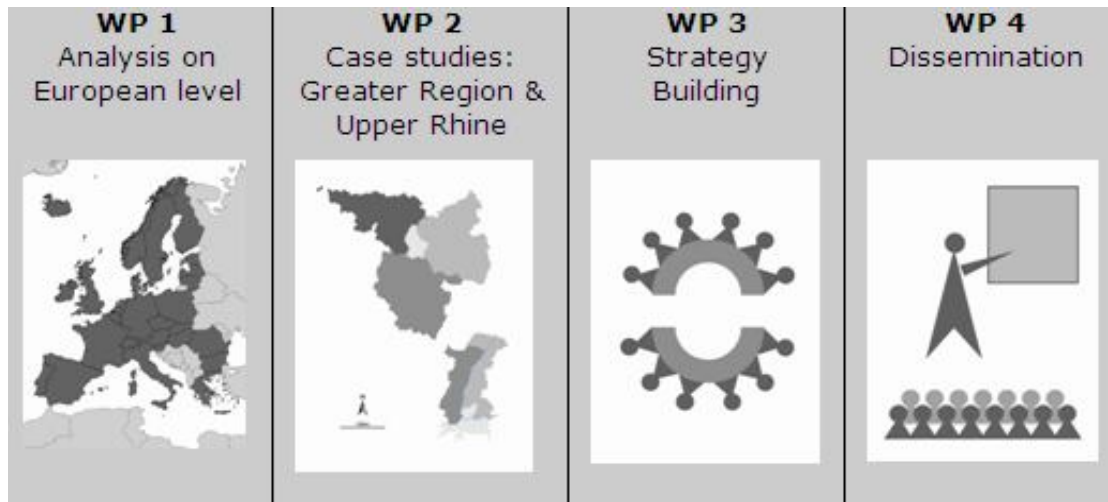 WP 1
Analysis on
European level
WP 2
Case studies:
Greater Region &
Upper Rhine
WP 3
Strategy
Building
WP 4
Dissemination